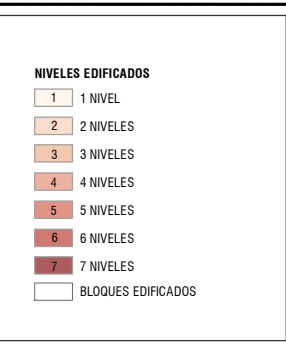 NIVELES EDIFICADOS
1 1 NIVEL
2 2 NIVELES
3 3 NIVELES
4 4 NIVELES
5 5 NIVELES
6 6 NIVELES
7 7 NIVELES
BLOQUES EDIFICADOS